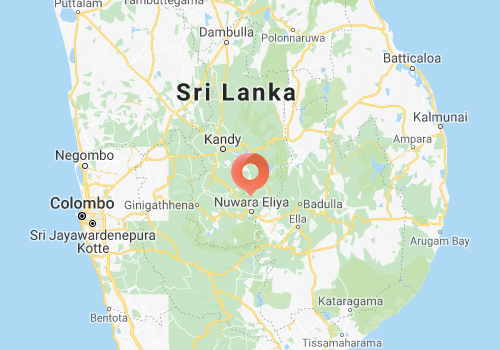 Puttalam
Tambuttegama
Dambulla
Polonnaruwa
Batticaloa
Sri Lanka
Kalmunai
Kandy
Ampara
Negombo
Colombo
Ginigathhena
Nuwara Eliya
Badulla
Ella
Sri Jayawardenepura
Kotte
Arugam Bay
Bentota
Kataragama
Tissamaharama